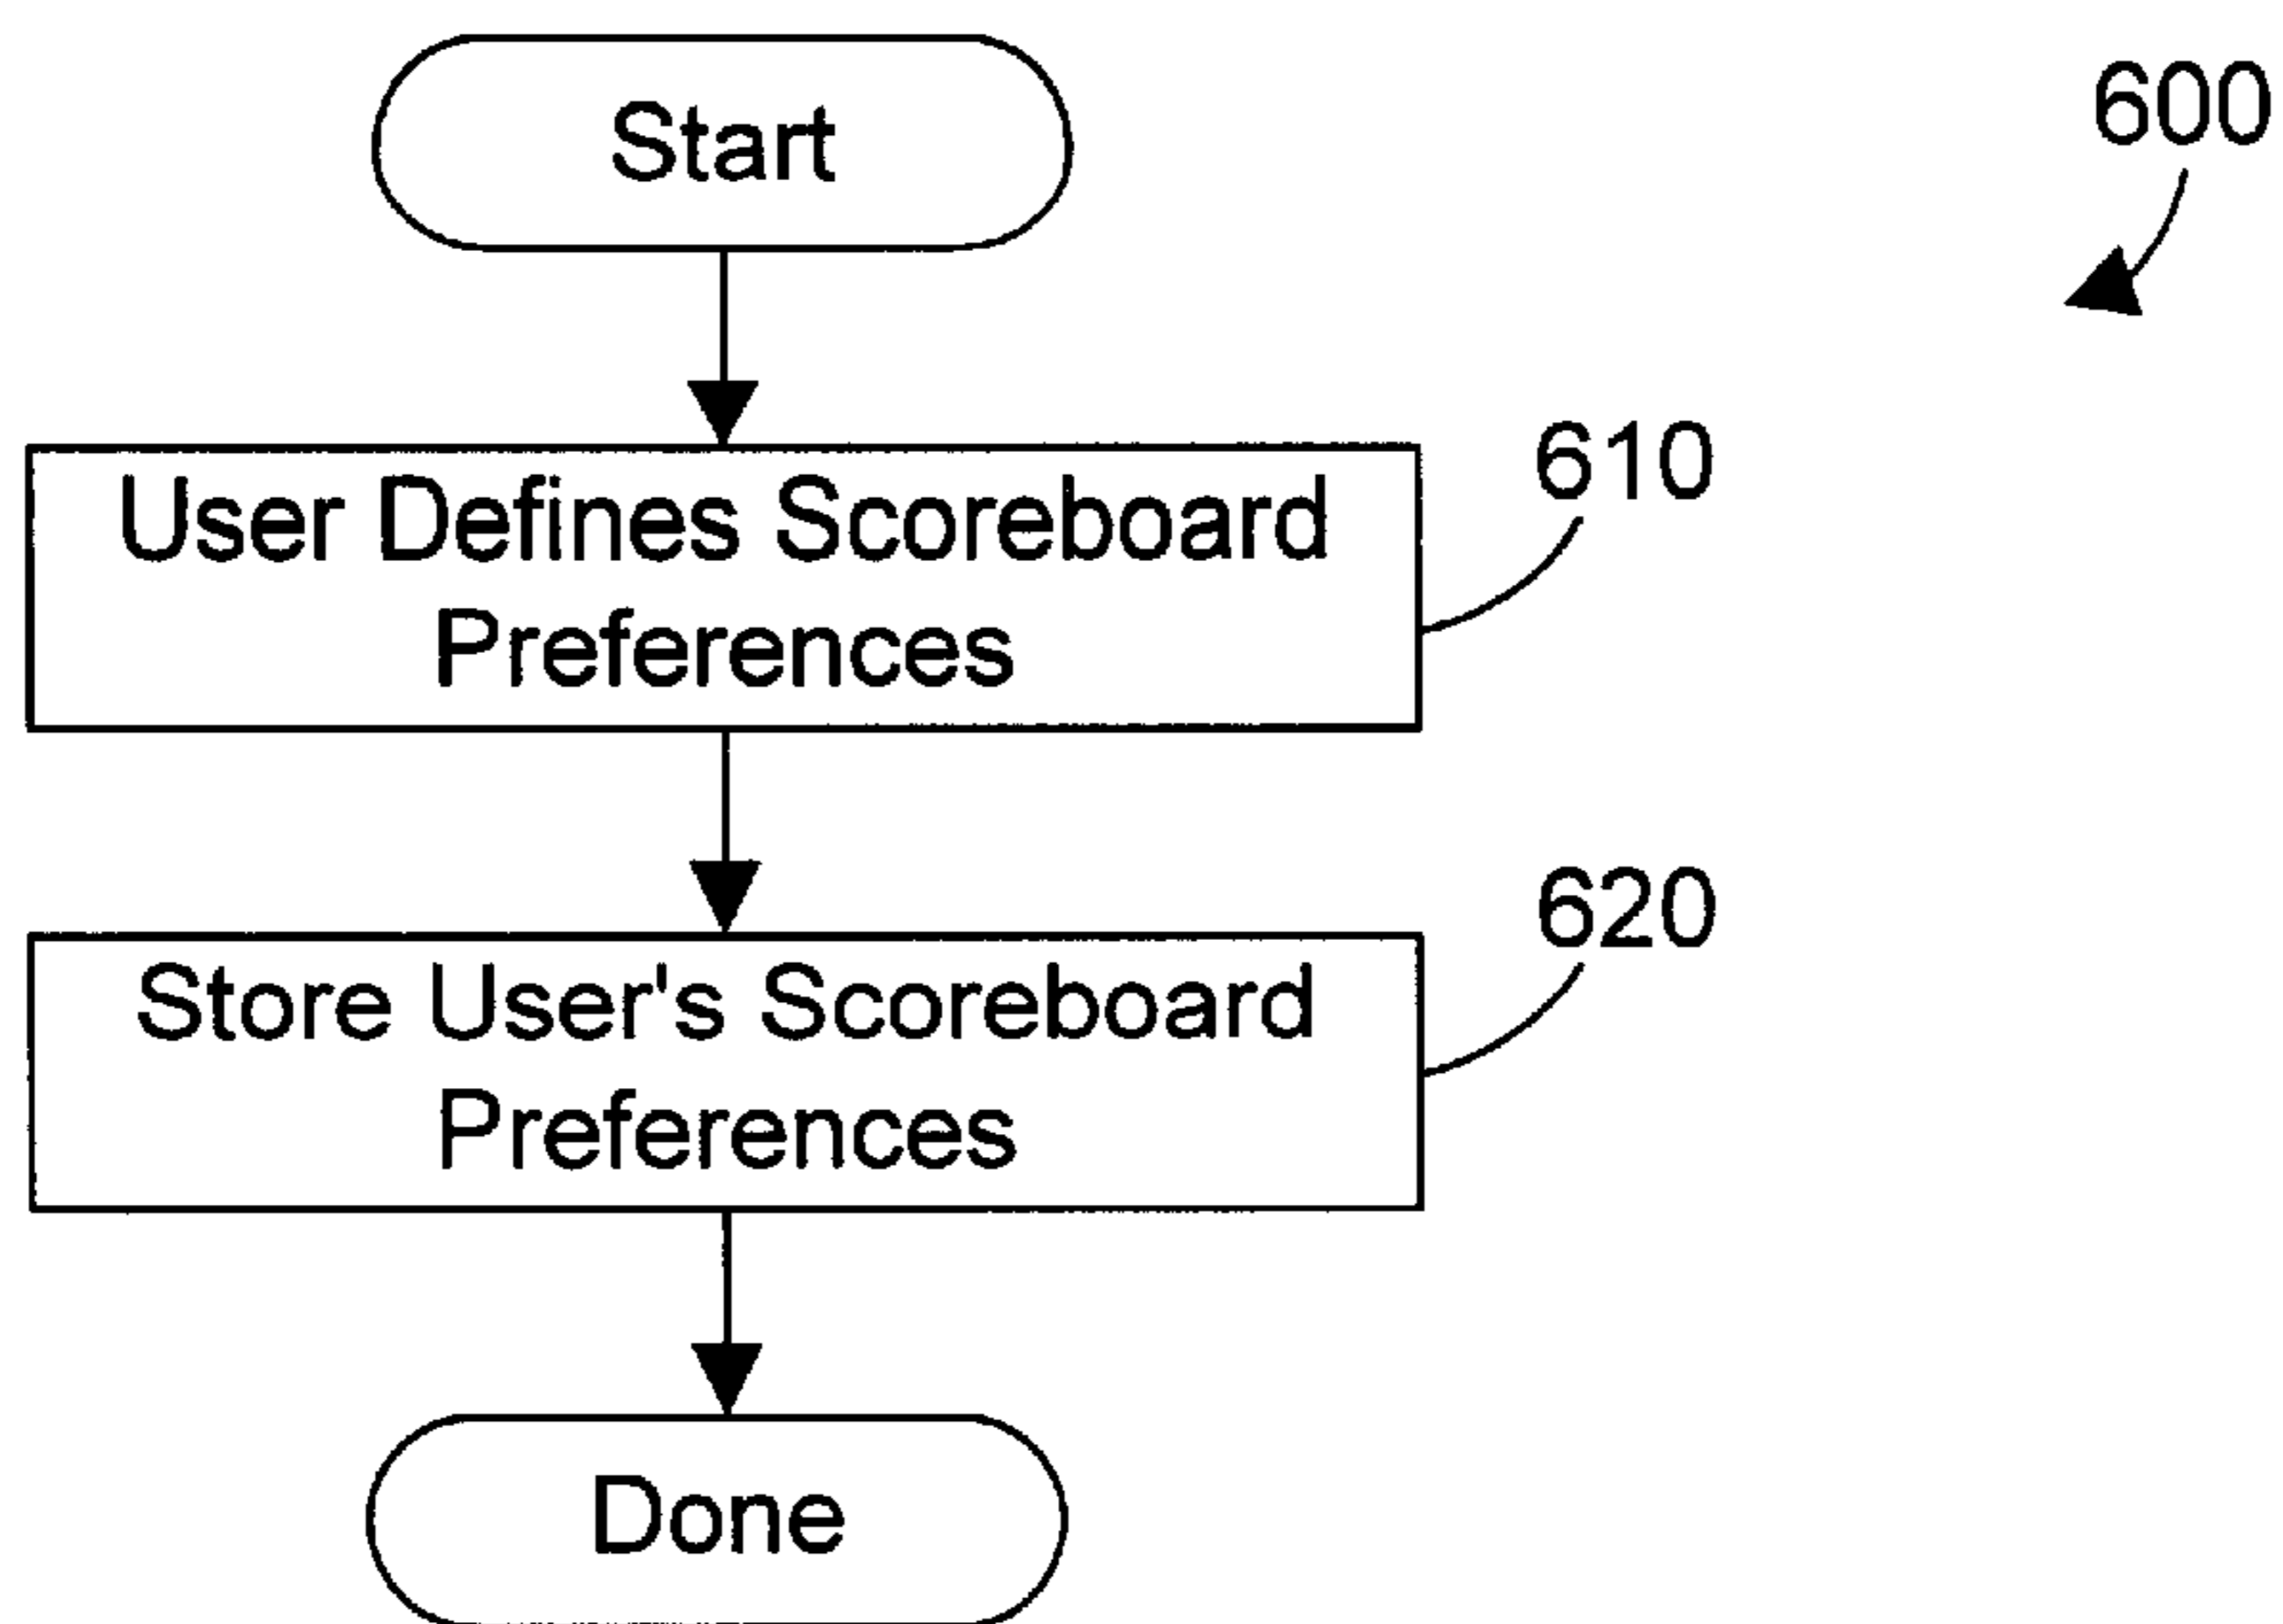 Start
600
User Defines Scoreboard
Preferences
610
Store User's Scoreboard
Preferences
620
Done